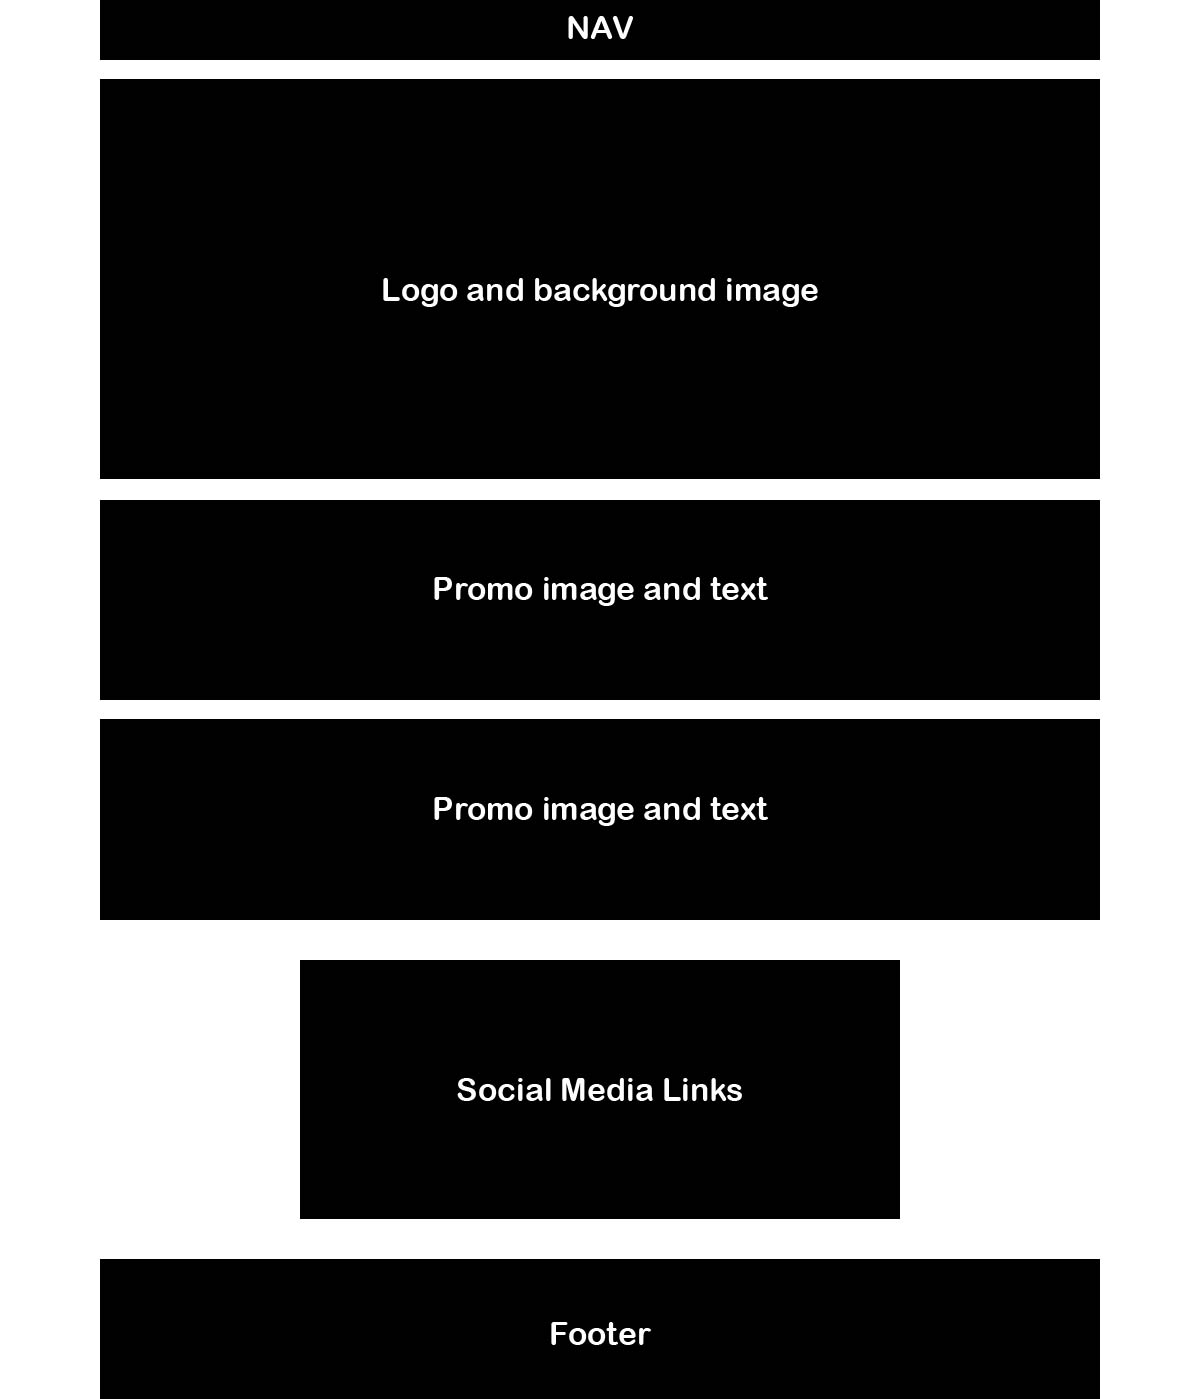 NAV
Logo and background image
Promo image and text
Promo image and text
Social Media Links
Footer